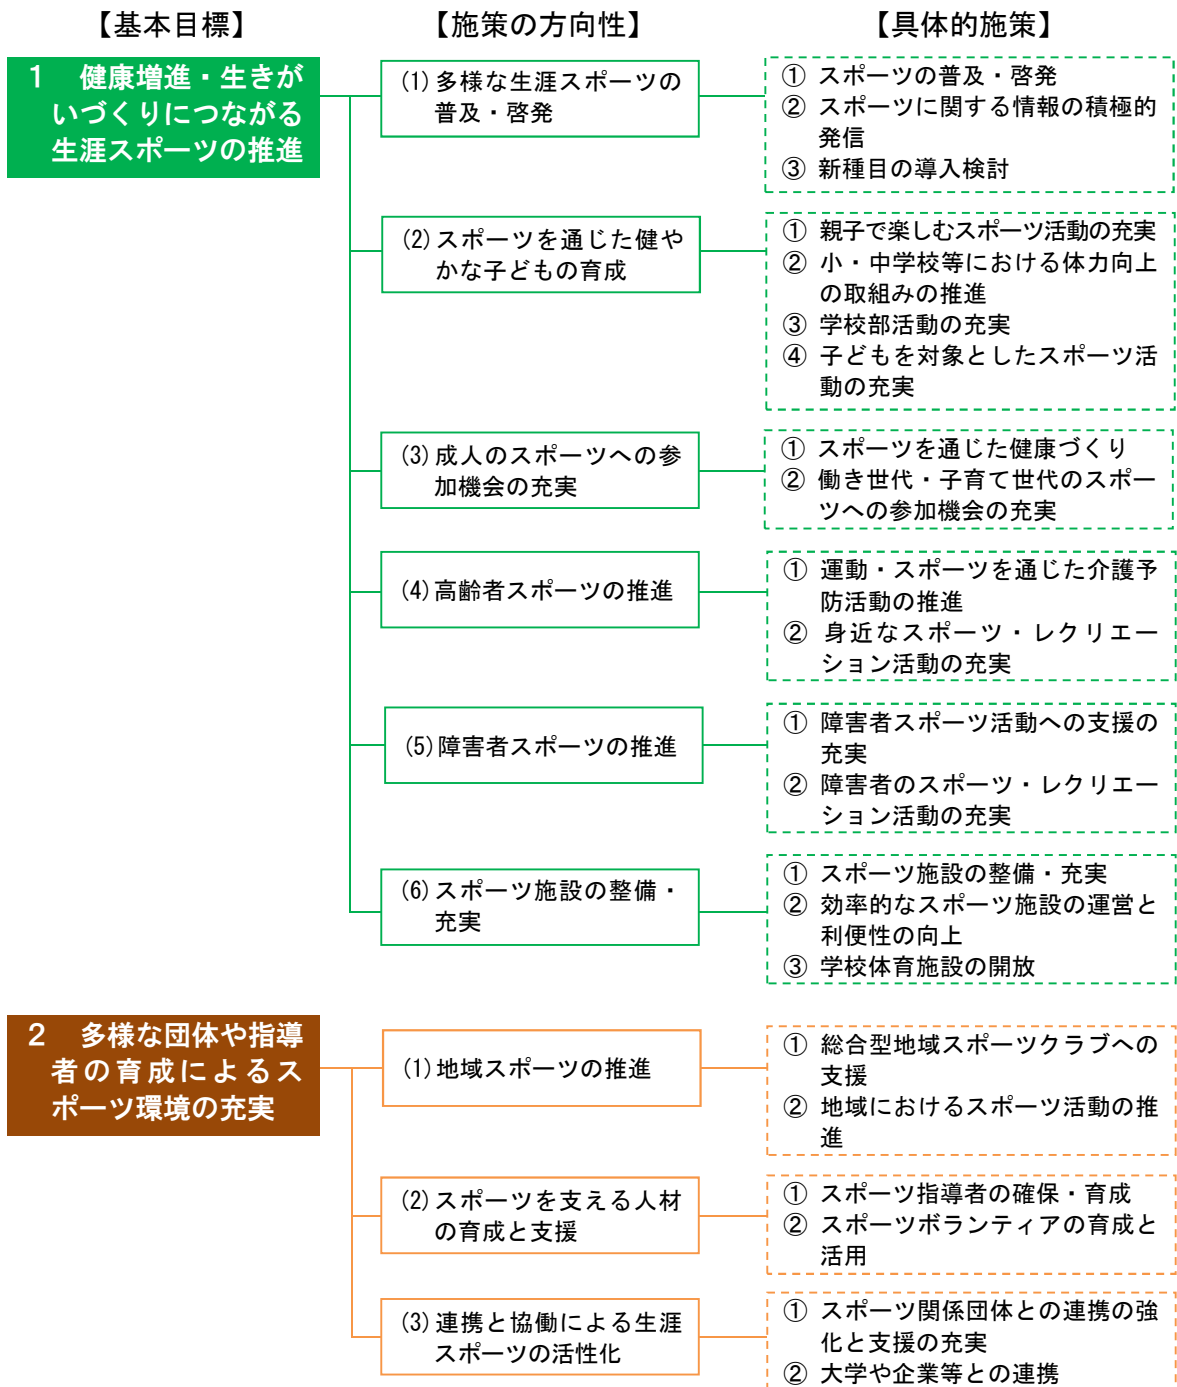 【基本目標】
【施策の方向性】
【具体的施策】
１ 健康増進・生きが
いづくりにつながる
生涯スポーツの推進
(1)多様な生涯スポーツの
普及・啓発
① スポーツの普及・啓発
② スポーツに関する情報の積極的
発信
③ 新種目の導入検討
(2)スポーツを通じた健や
かな子どもの育成
① 親子で楽しむスポーツ活動の充実
② 小・中学校等における体力向上
の取組みの推進
③ 学校部活動の充実
④ 子どもを対象としたスポーツ活
動の充実
(3)成人のスポーツへの参
加機会の充実
① スポーツを通じた健康づくり
② 働き世代・子育て世代のスポー
ツへの参加機会の充実
(4)高齢者スポーツの推進
① 運動・スポーツを通じた介護予
防活動の推進
② 身近なスポーツ・レクリエー
ション活動の充実
(5)障害者スポーツの推進
① 障害者スポーツ活動への支援の
充実
② 障害者のスポーツ・レクリエー
ション活動の充実
(6)スポーツ施設の整備・
充実
① スポーツ施設の整備・充実
② 効率的なスポーツ施設の運営と
利便性の向上
③ 学校体育施設の開放
２ 多様な団体や指導
者の育成によるス
ポーツ環境の充実
(1)地域スポーツの推進
① 総合型地域スポーツクラブへの
支援
② 地域におけるスポーツ活動の推
進
(2)スポーツを支える人材
の育成と支援
① スポーツ指導者の確保・育成
② スポーツボランティアの育成と
活用
(3)連携と協働による生涯
スポーツの活性化
① スポーツ関係団体との連携の強
化と支援の充実
② 大学や企業等との連携